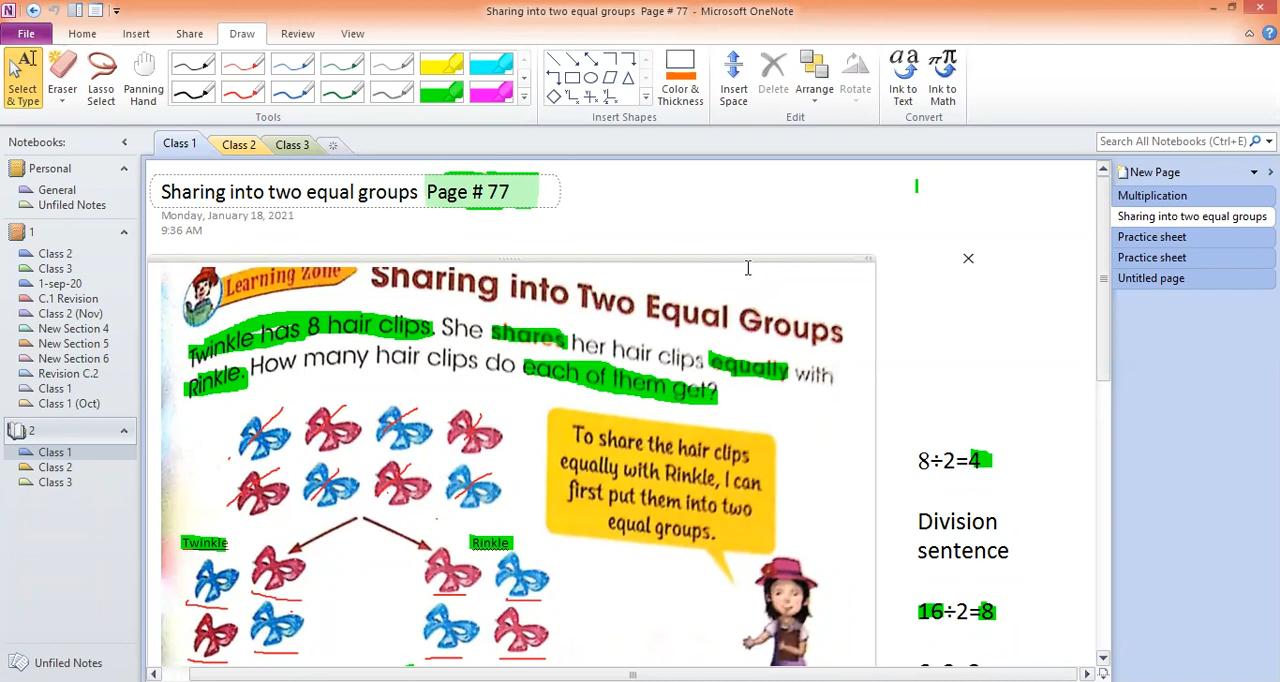 Sharing into two equal groups  Page # 77  -  Microsoft OneNote
File
Home
Insert
Share
Draw
Review
View
Select & Type
Eraser
Lasso Select
Panning Hand
Color & Thickness
Insert Space
Delete
Arrange
Rotate
Ink to Text
Ink to Math
Tools
Insert Shapes
Edit
Convert
Notebooks:
Class 1
Class 2
Class 3
Search All Notebooks (Ctrl+E)
Personal
General
Unfiled Notes
1
Class 2
Class 3
1-sep-20
C.1 Revision
Class 2 (Nov)
New Section 4
New Section 5
New Section 6
Revision C.2
Class 1
Class 1 (Oct)
2
Class 1
Class 2
Class 3
Unfiled Notes
Sharing into two equal groups Page # 77
Monday, January 18, 2021
9:36 AM
Learning Zone
Sharing into Two Equal Groups
Twinkle has 8 hair clips. She shares her hair clips equally with
Rinkle. How many hair clips do each of them get?
To share the hair clips
equally with Rinkle, I can
first put them into two
equal groups.
Twinkle
Rinkle
8÷2=4
Division
sentence
16÷2=8
New Page
Multiplication
Sharing into two equal groups
Practice sheet
Practice sheet
Untitled page